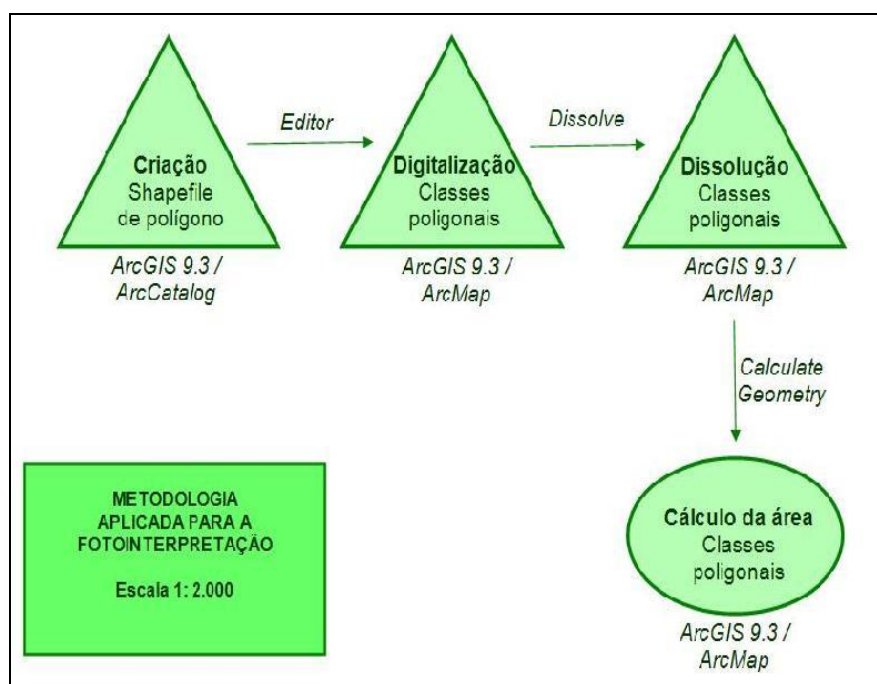 Criação
Shapefile
de polígono
ArcGIS 9.3 /
ArcCatalog
Editor
Digitalização
Classes
poligonais
ArcGIS 9.3 /
ArcMap
Dissolve
Dissolução
Classes
poligonais
ArcGIS 9.3 /
ArcMap
Calculate
Geometry
Cálculo da área
Classes
poligonais
ArcGIS 9.3 /
ArcMap
METODOLOGIA
APLICADA PARA A
FOTOINTERPRETAÇÃO
Escala 1: 2.000